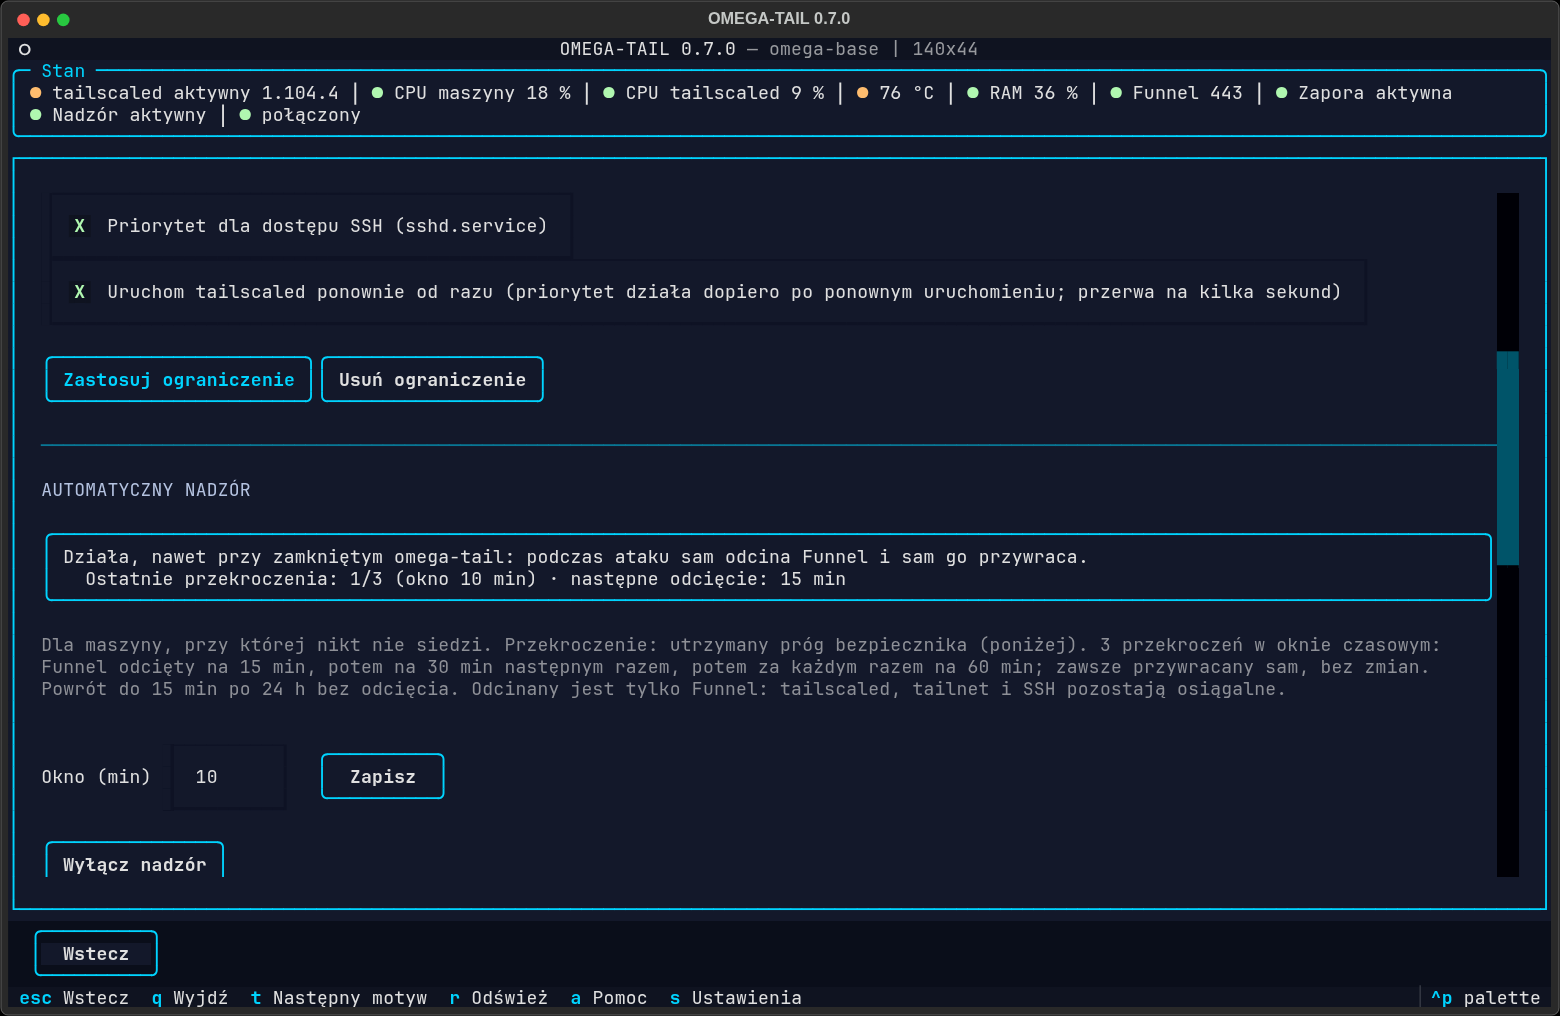 OMEGA-TAIL 0.7.0
O OMEGA-TAIL 0.7.0 — omega-base | 140x44
Stan
● tailscaled aktywny 1.104.4 │ ● CPU maszyny 18 % │ ● CPU tailscaled 9 % │ ● 76 °C │ ● RAM 36 % │ ● Funnel 443 │ ● Zapora aktywna
● Nadzór aktywny │ ● połączony
X Priorytet dla dostępu SSH (sshd.service)
X Uruchom tailscaled ponownie od razu (priorytet działa dopiero po ponownym uruchomieniu; przerwa na kilka sekund)
Zastosuj ograniczenie Usuń ograniczenie
AUTOMATYCZNY NADZÓR
Działa, nawet przy zamkniętym omega-tail: podczas ataku sam odcina Funnel i sam go przywraca.
Ostatnie przekroczenia: 1/3 (okno 10 min) · następne odcięcie: 15 min
Dla maszyny, przy której nikt nie siedzi. Przekroczenie: utrzymany próg bezpiecznika (poniżej). 3 przekroczeń w oknie czasowym:
Funnel odcięty na 15 min, potem na 30 min następnym razem, potem za każdym razem na 60 min; zawsze przywracany sam, bez zmian.
Powrót do 15 min po 24 h bez odcięcia. Odcinany jest tylko Funnel: tailscaled, tailnet i SSH pozostają osiągalne.
Okno (min) 10 Zapisz
Wyłącz nadzór
Wstecz
esc Wstecz q Wyjdź t Następny motyw r Odśwież a Pomoc s Ustawienia ^p palette